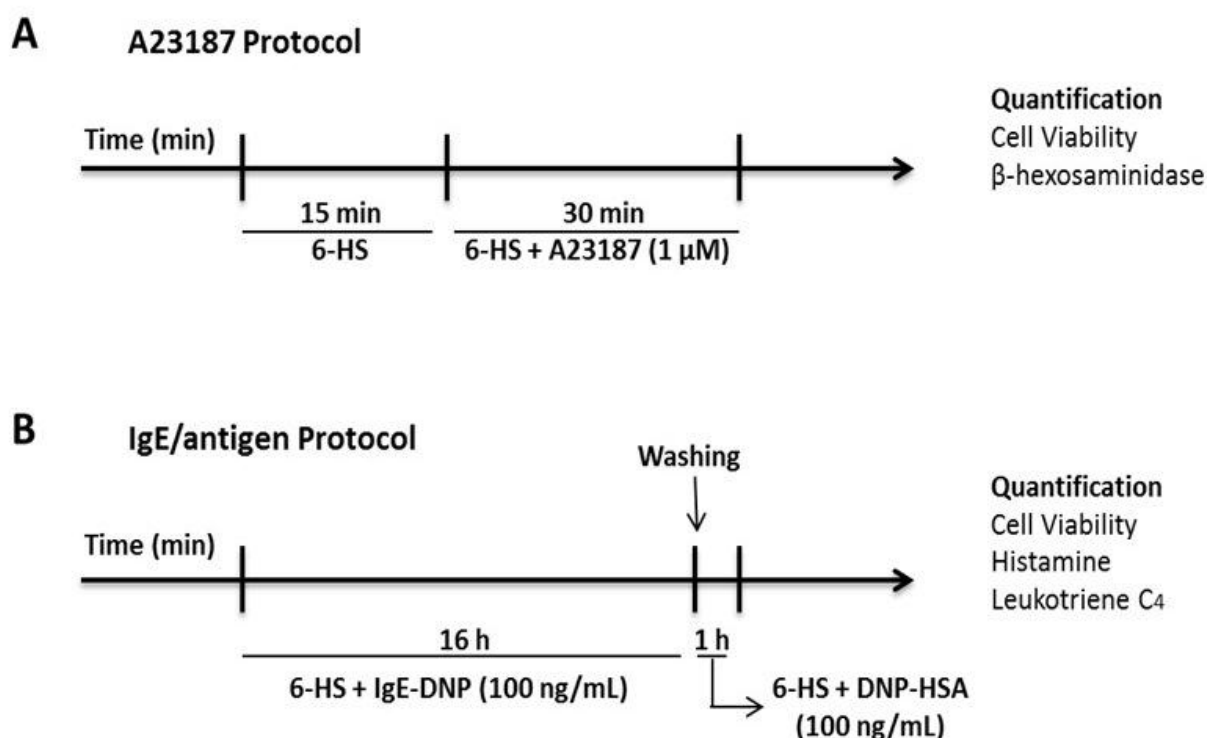 A
A23187 Protocol
Time (min)
15 min
6-HS
30 min
6-HS + A23187 (1 µM)
Quantification
Cell Viability
β-hexosaminidase
B
IgE/antigen Protocol
Washing
Time (min)
16 h
6-HS + IgE-DNP (100 ng/mL)
1 h
6-HS + DNP-HSA
(100 ng/mL)
Quantification
Cell Viability
Histamine
Leukotriene C4